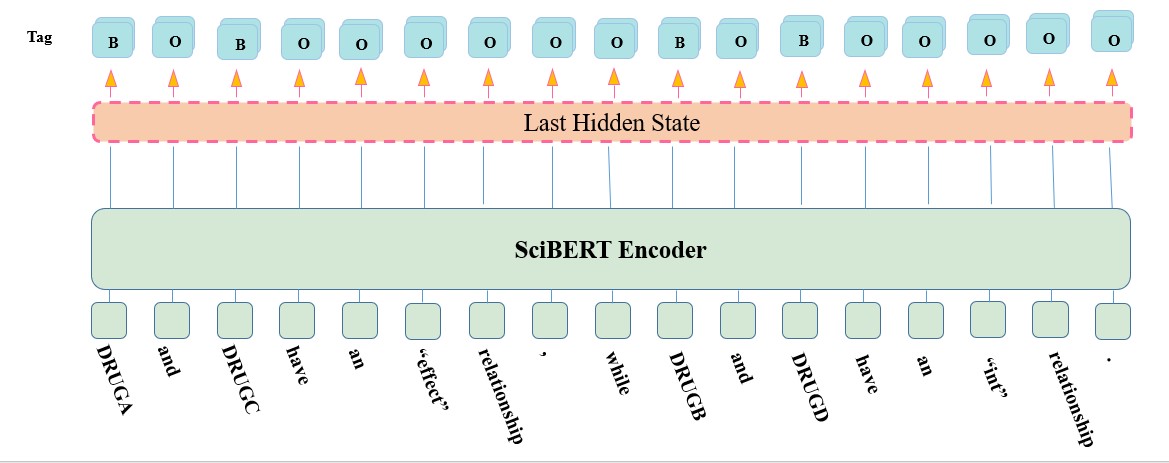 Tag B O B O O O O O O B O B O O O O O
Last Hidden State
SciBERT Encoder
DRUGA and DRUGC have an “effect” relationship , while DRUGB and DRUGD have an “int” relationship .